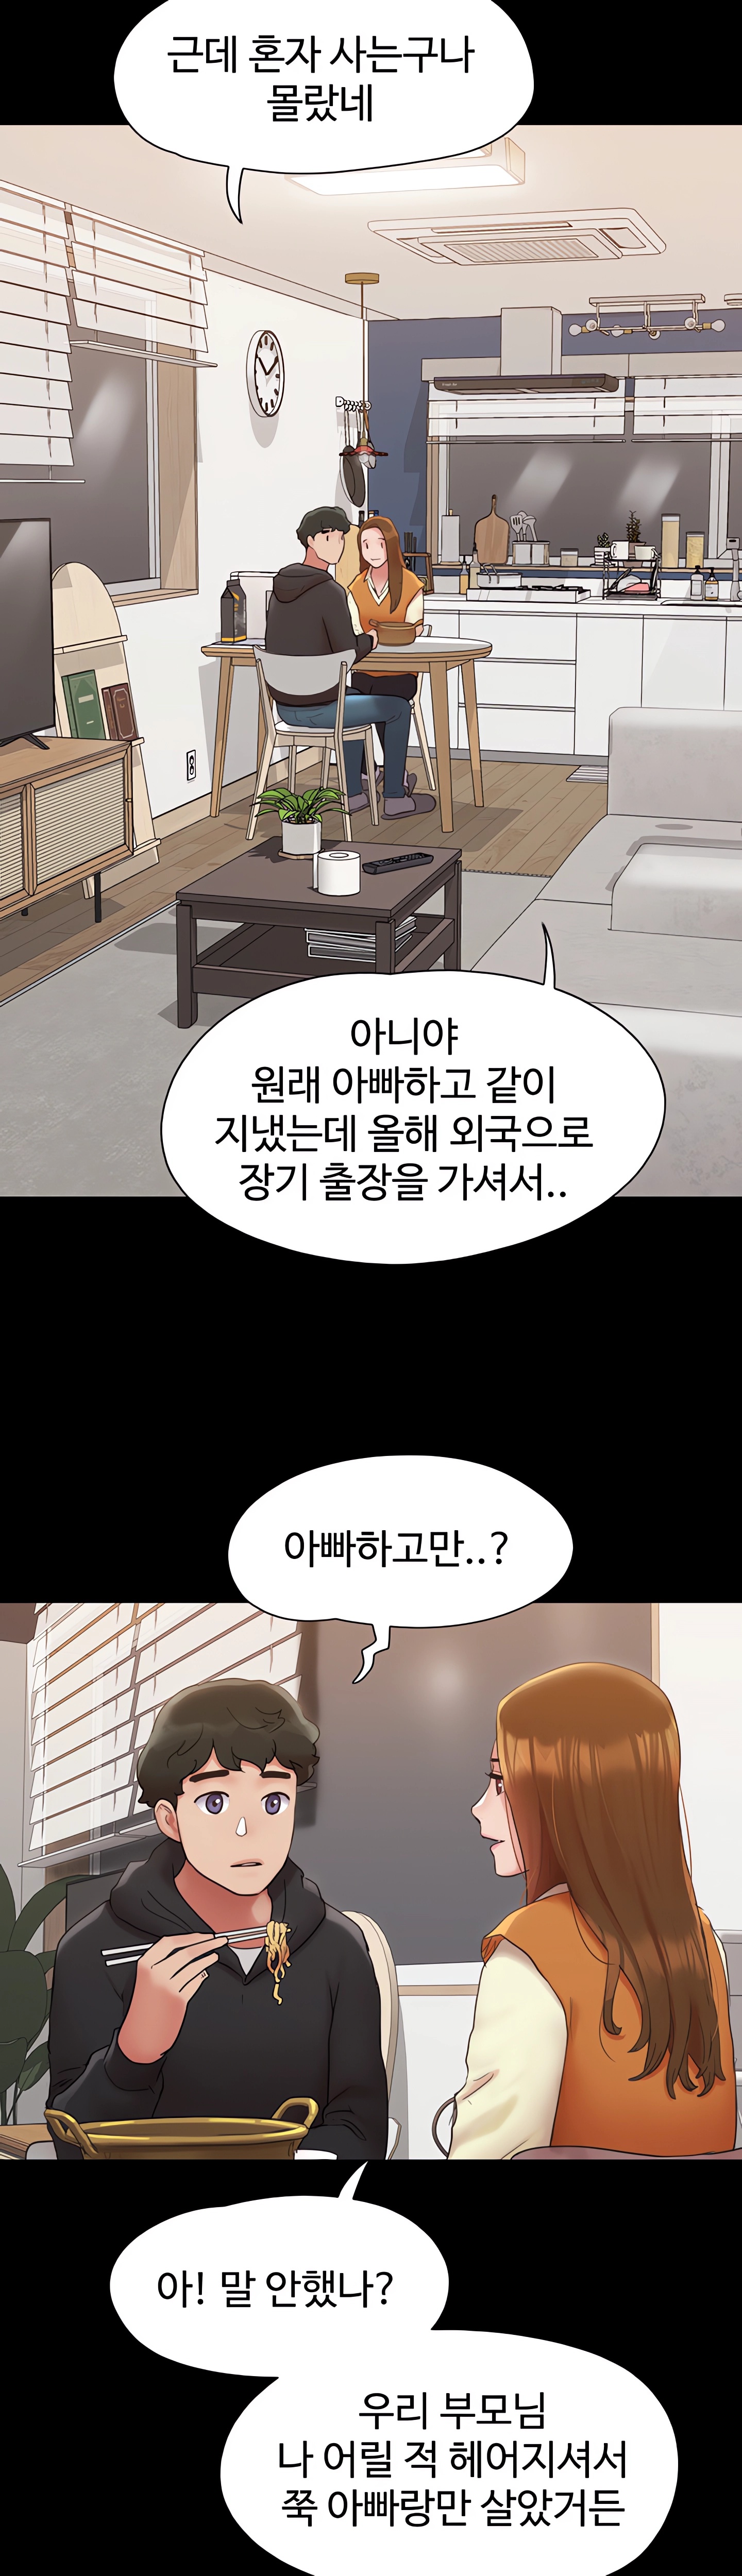 근데 혼자 사는구나
몰랐네
아니야
원래 아빠하고 같이
지냈는데 올해 외국으로
장기 출장을 가셔서..
아빠하고만..?
아! 말 안했나?
우리 부모님
나 어릴 적 헤어지셔서
쭉 아빠랑만 살았거든